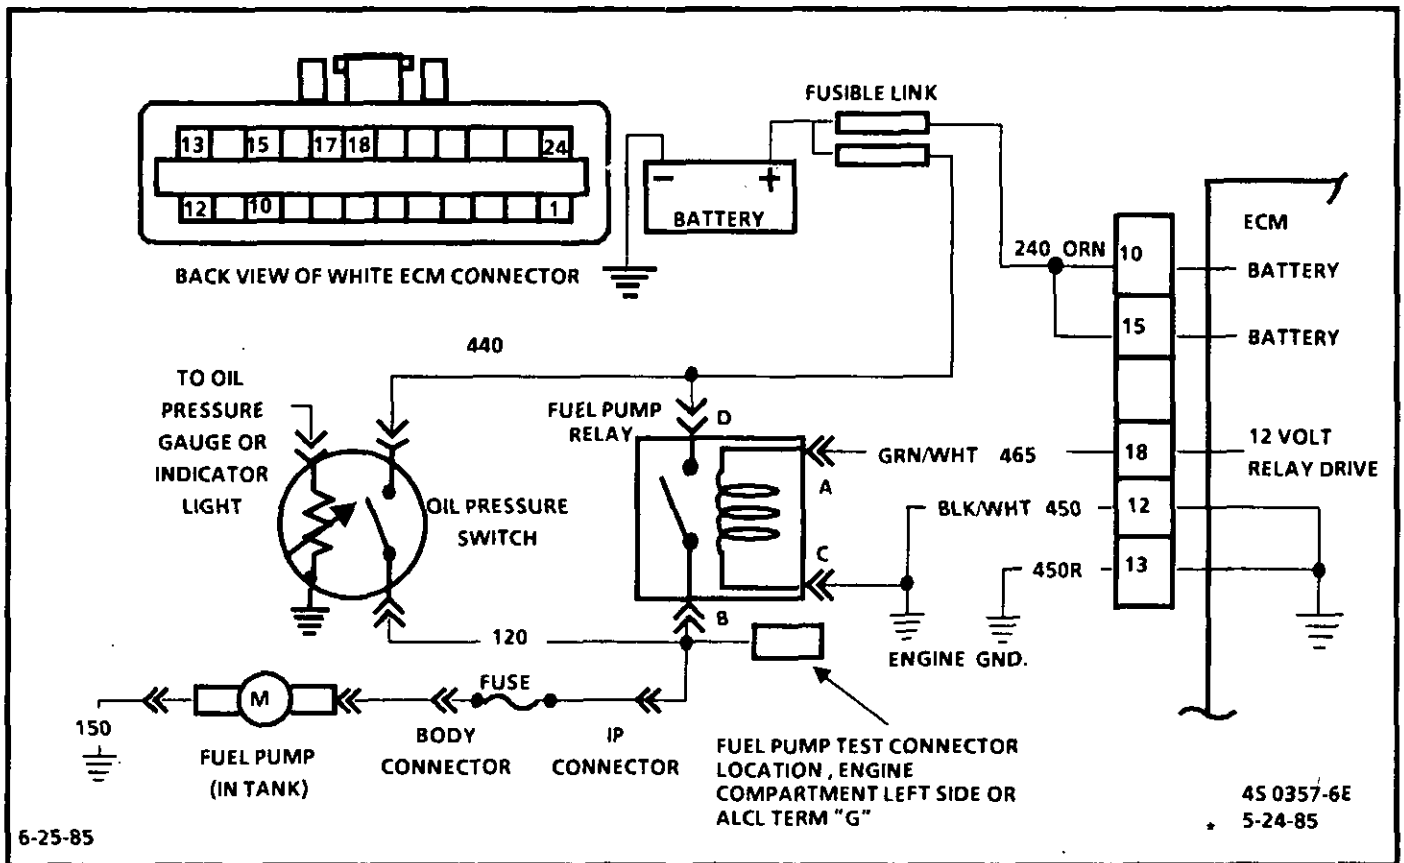 FUSIBLE LINK
13 15 17 18 24
12 10 1
BACK VIEW OF WHITE ECM CONNECTOR
- +
BATTERY
ECM
240 ORN 10 BATTERY
15 BATTERY
440
TO OIL
PRESSURE
GAUGE OR
INDICATOR
LIGHT
OIL PRESSURE
SWITCH
FUEL PUMP
RELAY
D
A
C
B
GRN/WHT 465 18 12 VOLT
RELAY DRIVE
BLK/WHT 450 12
450R 13
ENGINE GND.
120
FUSE
M
150
FUEL PUMP
(IN TANK)
BODY
CONNECTOR
IP
CONNECTOR
FUEL PUMP TEST CONNECTOR
LOCATION, ENGINE
COMPARTMENT LEFT SIDE OR
ALCL TERM "G"
4S 0357-6E
* 5-24-85
6-25-85